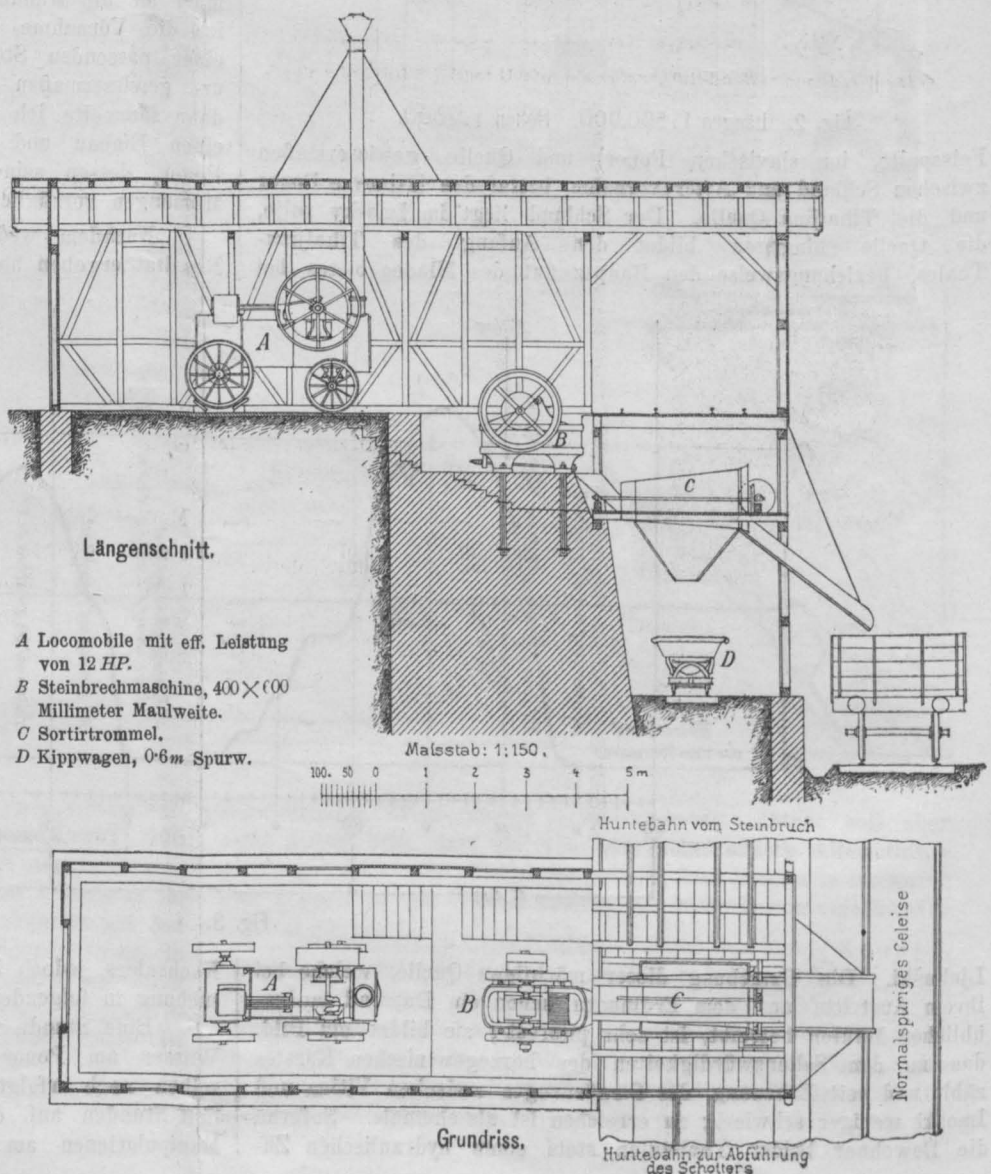 A
B
C
D
Längenschnitt.
A Locomobile mit eff. Leistung
von 12 HP.
B Steinbrechmaschine, 400×600
Millimeter Maulweite.
C Sortirtrommel.
D Kippwagen, 0·6m Spurw.
Maſsstab: 1:150.
100. 50 0 1 2 3 4 5 m
Huntebahn vom Steinbruch
A
B
C
Normalspuriges Geleise
Grundriss.
Huntebahn zur Abführung
des Schotters